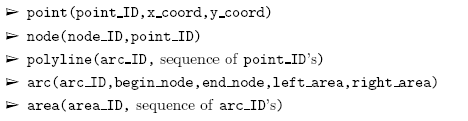 ➢ point(point_ID,x_coord,y_coord)
➢ node(node_ID,point_ID)
➢ polyline(arc_ID, sequence of point_ID's)
➢ arc(arc_ID,begin_node,end_node,left_area,right_area)
➢ area(area_ID, sequence of arc_ID's)